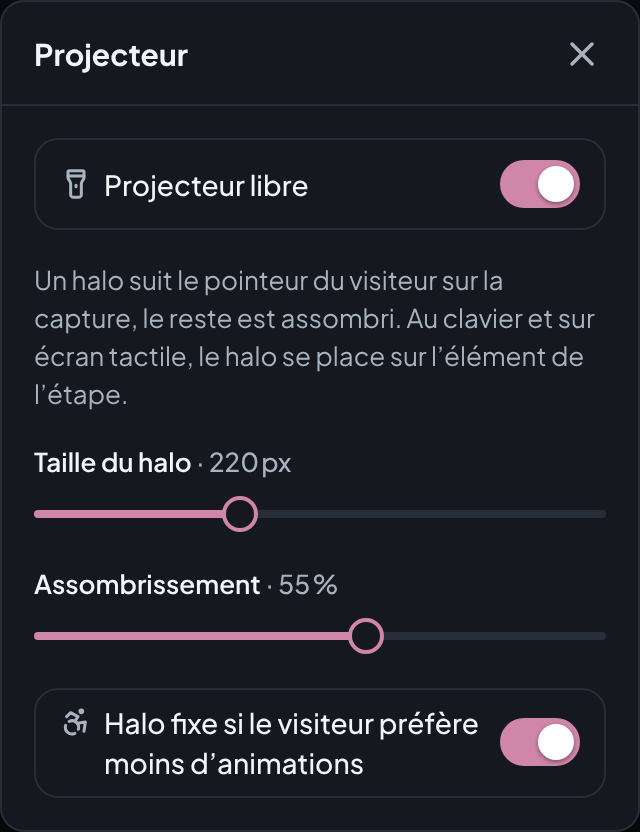 Projecteur
Projecteur libre
Un halo suit le pointeur du visiteur sur la
capture, le reste est assombri. Au clavier et sur
écran tactile, le halo se place sur l’élément de
l’étape.
Taille du halo · 220 px
Assombrissement · 55 %
Halo fixe si le visiteur préfère
moins d’animations